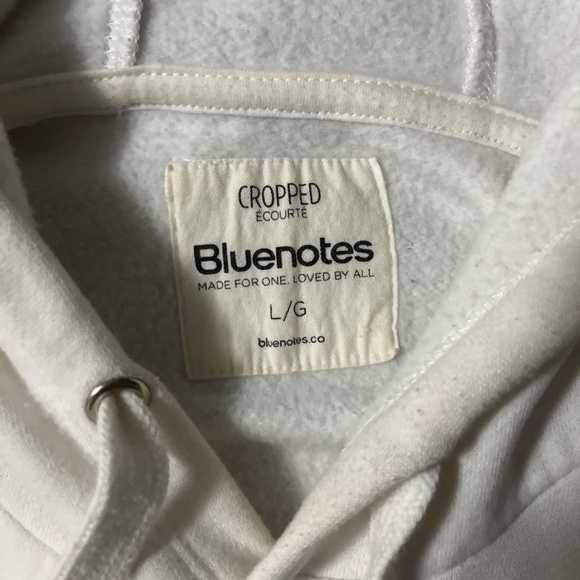 CROPPED
ÉCOURTÉ
Bluenotes
MADE FOR ONE. LOVED BY ALL
L/G
bluenotes.ca